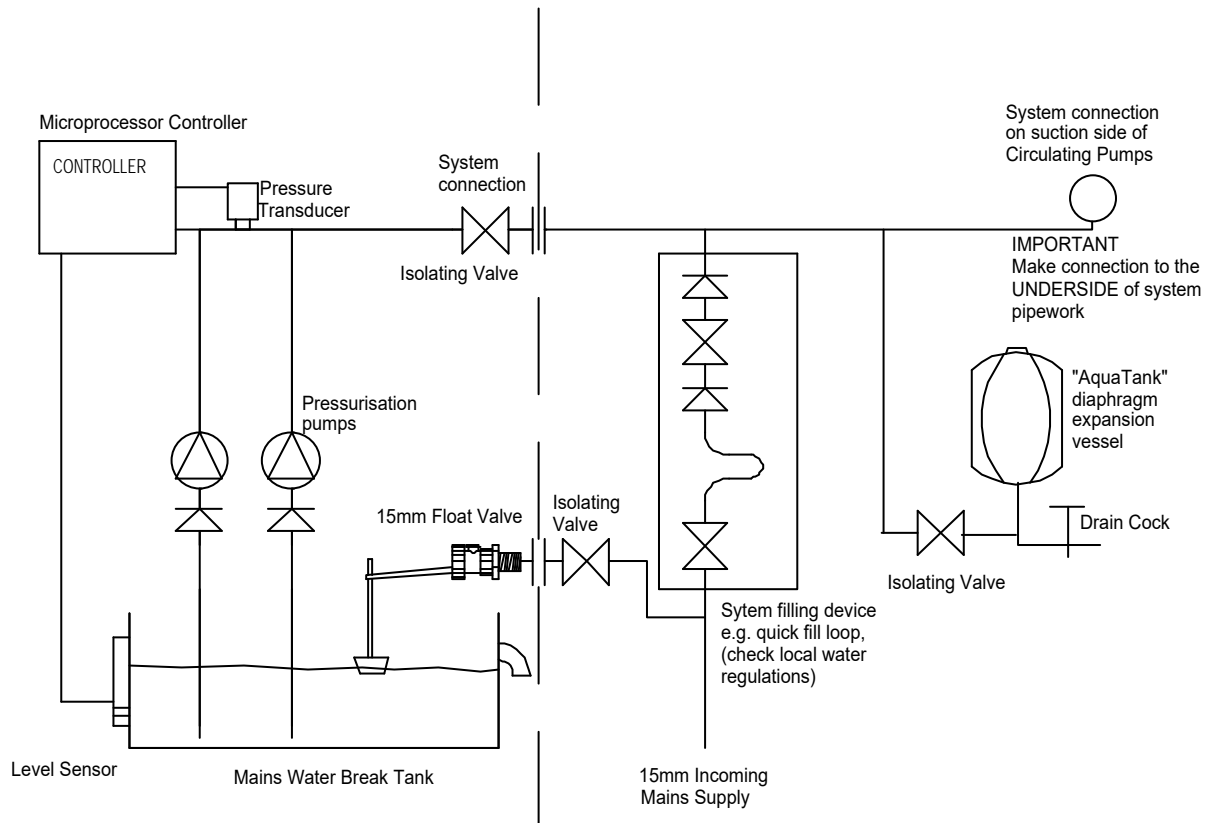 Microprocessor Controller
CONTROLLER
Pressure
Transducer
System
connection
Isolating Valve
System connection
on suction side of
Circulating Pumps
IMPORTANT
Make connection to the
UNDERSIDE of system
pipework
"AquaTank"
diaphragm
expansion
vessel
Pressurisation
pumps
15mm Float Valve
Isolating
Valve
Drain Cock
Isolating Valve
Sytem filling device
e.g. quick fill loop,
(check local water
regulations)
Level Sensor
Mains Water Break Tank
15mm Incoming
Mains Supply